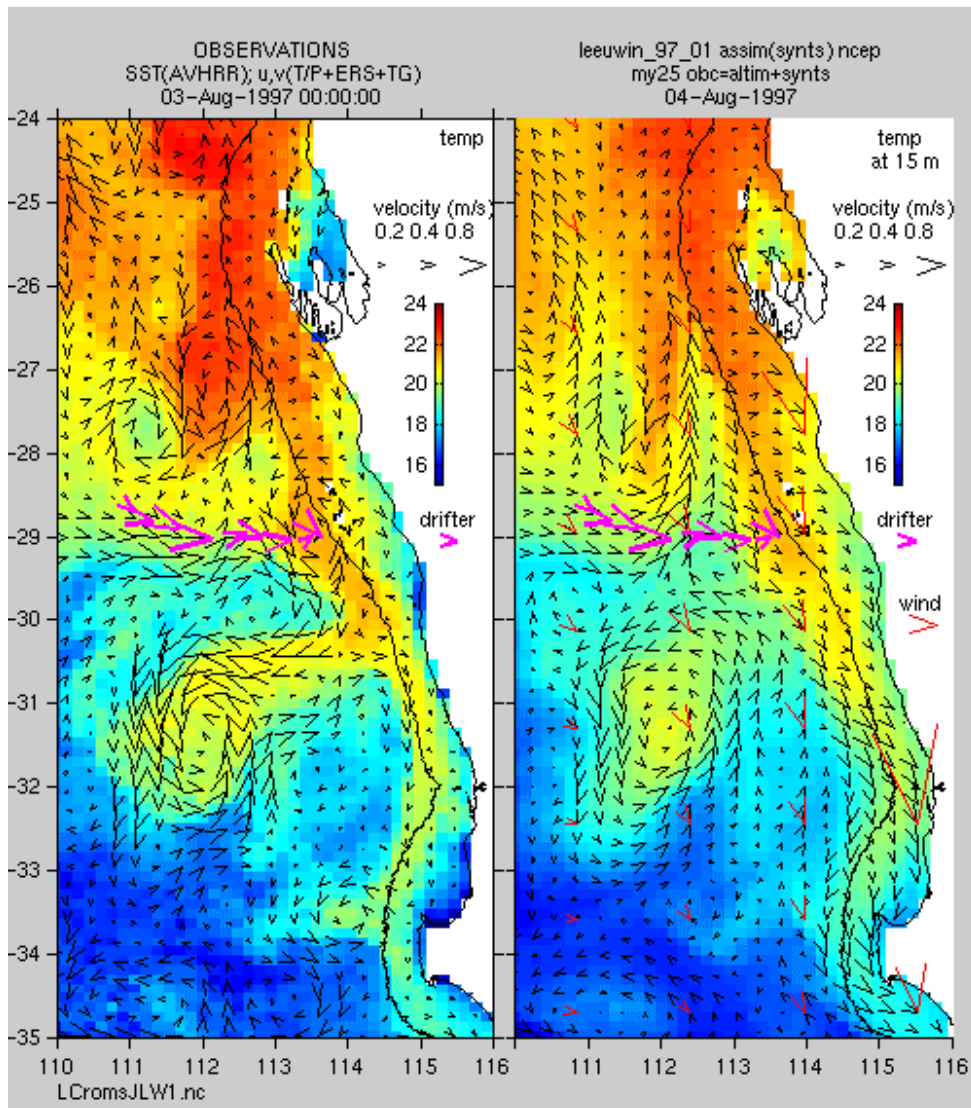 OBSERVATIONS
SST(AVHRR); u,v(T/P+ERS+TG)
03-Aug-1997 00:00:00
leeuwin_97_01 assim(synts) ncep
my25 obc=altim+synts
04-Aug-1997
-24
-25
-26
-27
-28
-29
-30
-31
-32
-33
-34
-35
temp
velocity (m/s)
0.2 0.4 0.8
24
22
20
18
16
drifter
temp
at 15 m
velocity (m/s)
0.2 0.4 0.8
24
22
20
18
16
drifter
wind
110 111 112 113 114 115 116
111 112 113 114 115 116
LCromsJLW1.nc